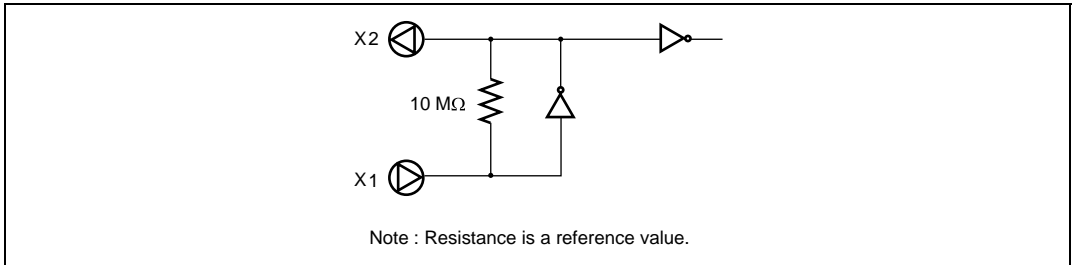 X2
10 MΩ
X1
Note : Resistance is a reference value.